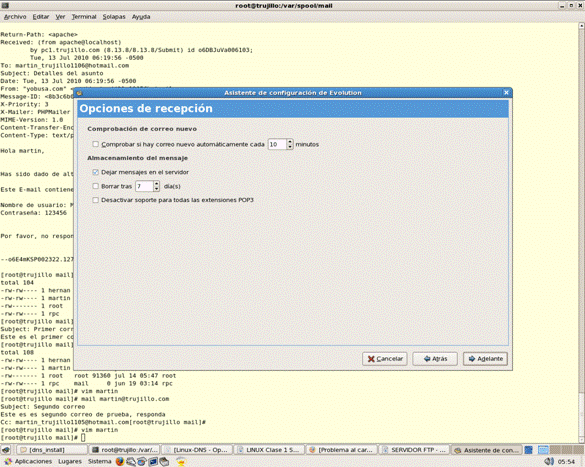 root@trujillo:/var/spool/mail
Archivo Editar Ver Terminal Solapas Ayuda
Return-Path: <apache>
Received: (from apache@localhost)
by pc1.trujillo.com (8.13.8/8.13.8/Submit) id o6DBJuVa006103;
Tue, 13 Jul 2010 06:19:56 -0500
To: martin_trujillo1106@hotmail.com
Subject: Detalles del asunto
Date: Tue, 13 Jul 2010 06:19:56 -0500
From: "yobusa.com"
Message-ID: <8b3c6b
X-Priority: 3
X-Mailer: PHPMailer
MIME-Version: 1.0
Content-Transfer-Enc
Content-Type: text/p
Hola martin,
Has sido dado de alt
Este E-mail contiene
Nombre de usuario: M
Contraseña: 123456
Por favor, no respon
--o6E4mKSP002322.127
[root@trujillo mail]
total 104
-rw-rw---- 1 hernan
-rw-rw---- 1 martin
-rw------- 1 root
-rw-rw---- 1 rpc
[root@trujillo mail]
Subject: Primer corr
Este es el primer co
[root@trujillo mail]
total 108
-rw-rw---- 1 hernan
-rw-rw---- 1 martin
-rw------- 1 root root 91360 jul 14 05:47 root
-rw-rw---- 1 rpc mail 0 jun 19 03:14 rpc
[root@trujillo mail]# vim martin
[root@trujillo mail]# mail martin@trujillo.com
Subject: Segundo correo
Este es es segundo correo de prueba, responda
Cc: martin_trujillo1105@hotmail.com[root@trujillo mail]#
[root@trujillo mail]# vim martin
[root@trujillo mail]#
Asistente de configuración de Evolution
Opciones de recepción
Comprobación de correo nuevo
Comprobar si hay correo nuevo automáticamente cada 10 minutos
Almacenamiento del mensaje
Dejar mensajes en el servidor
Borrar tras 7 día(s)
Desactivar soporte para todas las extensiones POP3
Cancelar Atrás Adelante
[dns_install] root@trujillo:/var/... [Linux-DNS - Op... LINUX Clase 1 S... [Problema al car... SERVIDOR FTP - ... Asistente de con...
Aplicaciones Lugares Sistema 05:54